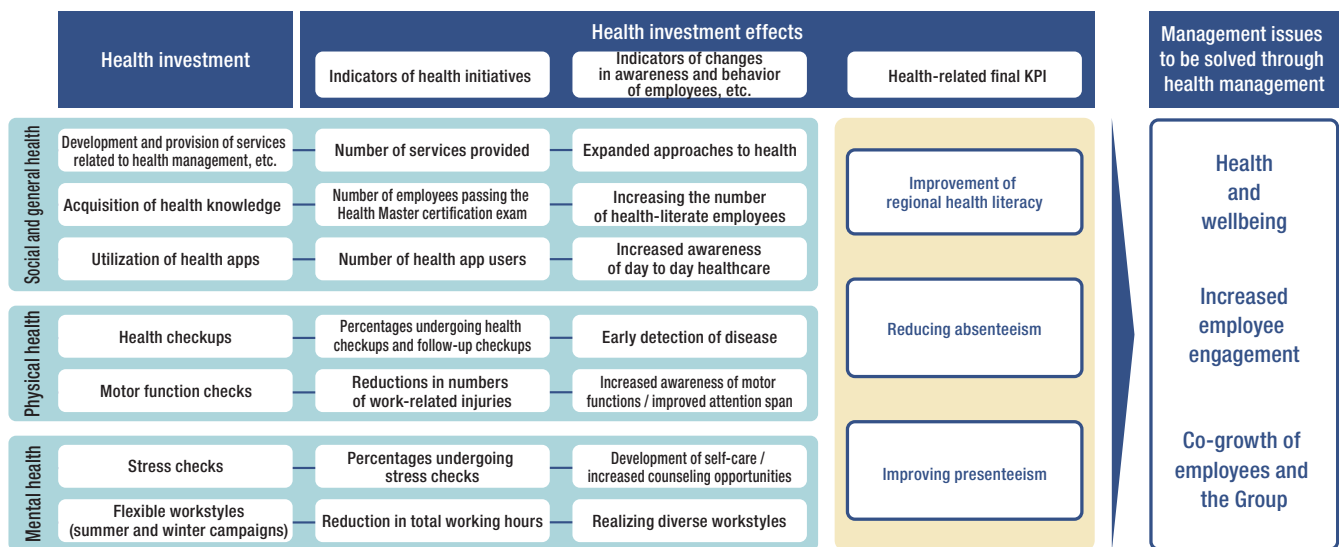 Health investment
Health investment effects
Indicators of health initiatives
Indicators of changes
in awareness and behavior
of employees, etc.
Health-related final KPI
Management issues
to be solved through
health management
Social and general health
Development and provision of services
related to health management, etc.
Number of services provided
Expanded approaches to health
Acquisition of health knowledge
Number of employees passing the
Health Master certification exam
Increasing the number
of health-literate employees
Utilization of health apps
Number of health app users
Increased awareness
of day to day healthcare
Physical health
Health checkups
Percentages undergoing health
checkups and follow-up checkups
Early detection of disease
Motor function checks
Reductions in numbers
of work-related injuries
Increased awareness of motor
functions / improved attention span
Mental health
Stress checks
Percentages undergoing
stress checks
Development of self-care /
increased counseling opportunities
Flexible workstyles
(summer and winter campaigns)
Reduction in total working hours
Realizing diverse workstyles
Improvement of
regional health literacy
Reducing absenteeism
Improving presenteeism
Health
and
wellbeing
Increased
employee
engagement
Co-growth of
employees and
the Group